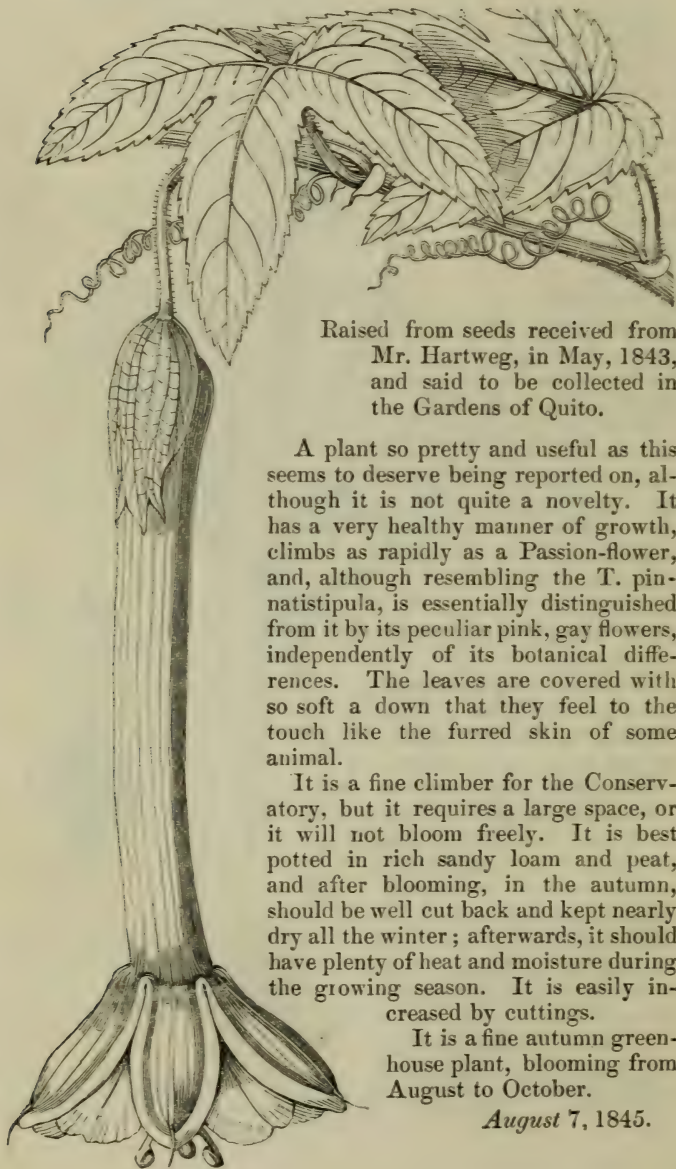 Raised from seeds received from
Mr. Hartweg, in May, 1843,
and said to be collected in
the Gardens of Quito.
A plant so pretty and useful as this
seems to deserve being reported on, al-
though it is not quite a novelty. It
has a very healthy manner of growth,
climbs as rapidly as a Passion-flower,
and, although resembling the T. pin-
natistipula, is essentially distinguished
from it by its peculiar pink, gay flowers,
independently of its botanical diffe-
rences. The leaves are covered with
so soft a down that they feel to the
touch like the furred skin of some
animal.
It is a fine climber for the Conserv-
atory, but it requires a large space, or
it will not bloom freely. It is best
potted in rich sandy loam and peat,
and after blooming, in the autumn,
should be well cut back and kept nearly
dry all the winter; afterwards, it should
have plenty of heat and moisture during
the growing season. It is easily in-
creased by cuttings.
It is a fine autumn green-
house plant, blooming from
August to October.
August 7, 1845.